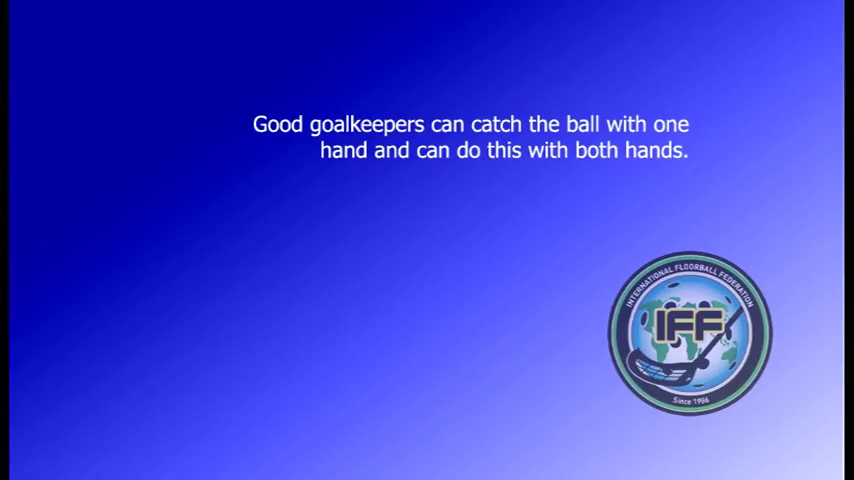 Good goalkeepers can catch the ball with one
hand and can do this with both hands.
INTERNATIONAL FLOORBALL FEDERATION
IFF
Since 1986